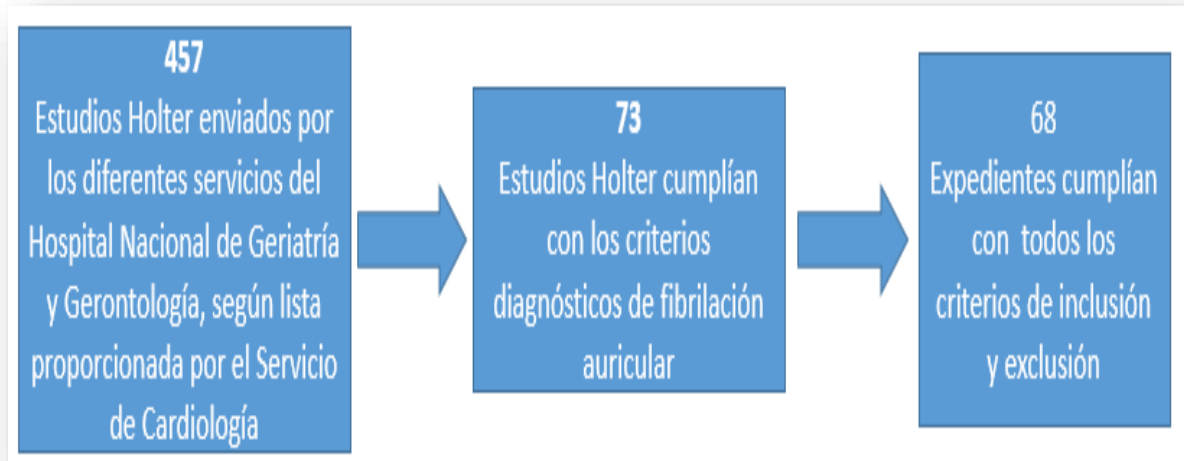 457
Estudios Holter enviados por
los diferentes servicios del
Hospital Nacional de Geriatría
y Gerontología, según lista
proporcionada por el Servicio
de Cardiología
73
Estudios Holter cumplían
con los criterios
diagnósticos de fibrilación
auricular
68
Expedientes cumplían
con todos los
criterios de inclusión
y exclusión